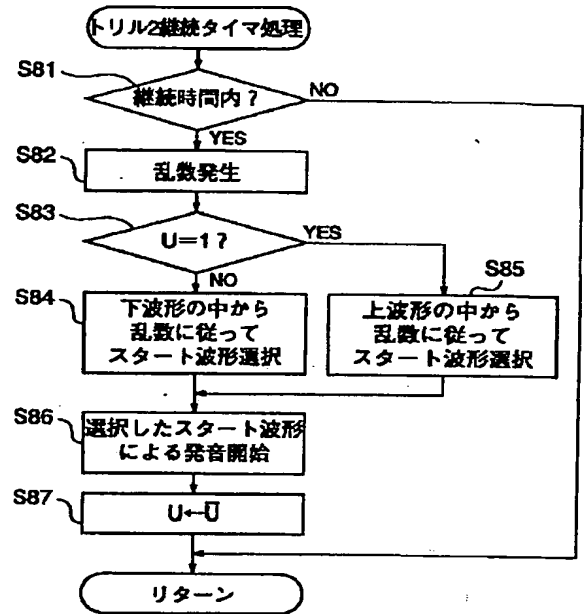 トリル2継続タイマ処理
S81
継続時間内?
NO
YES
S82
乱数発生
S83
U=1?
YES
NO
S84
下波形の中から
乱数に従って
スタート波形選択
S85
上波形の中から
乱数に従って
スタート波形選択
S86
選択したスタート波形
による発音開始
S87
U←U̅
リターン